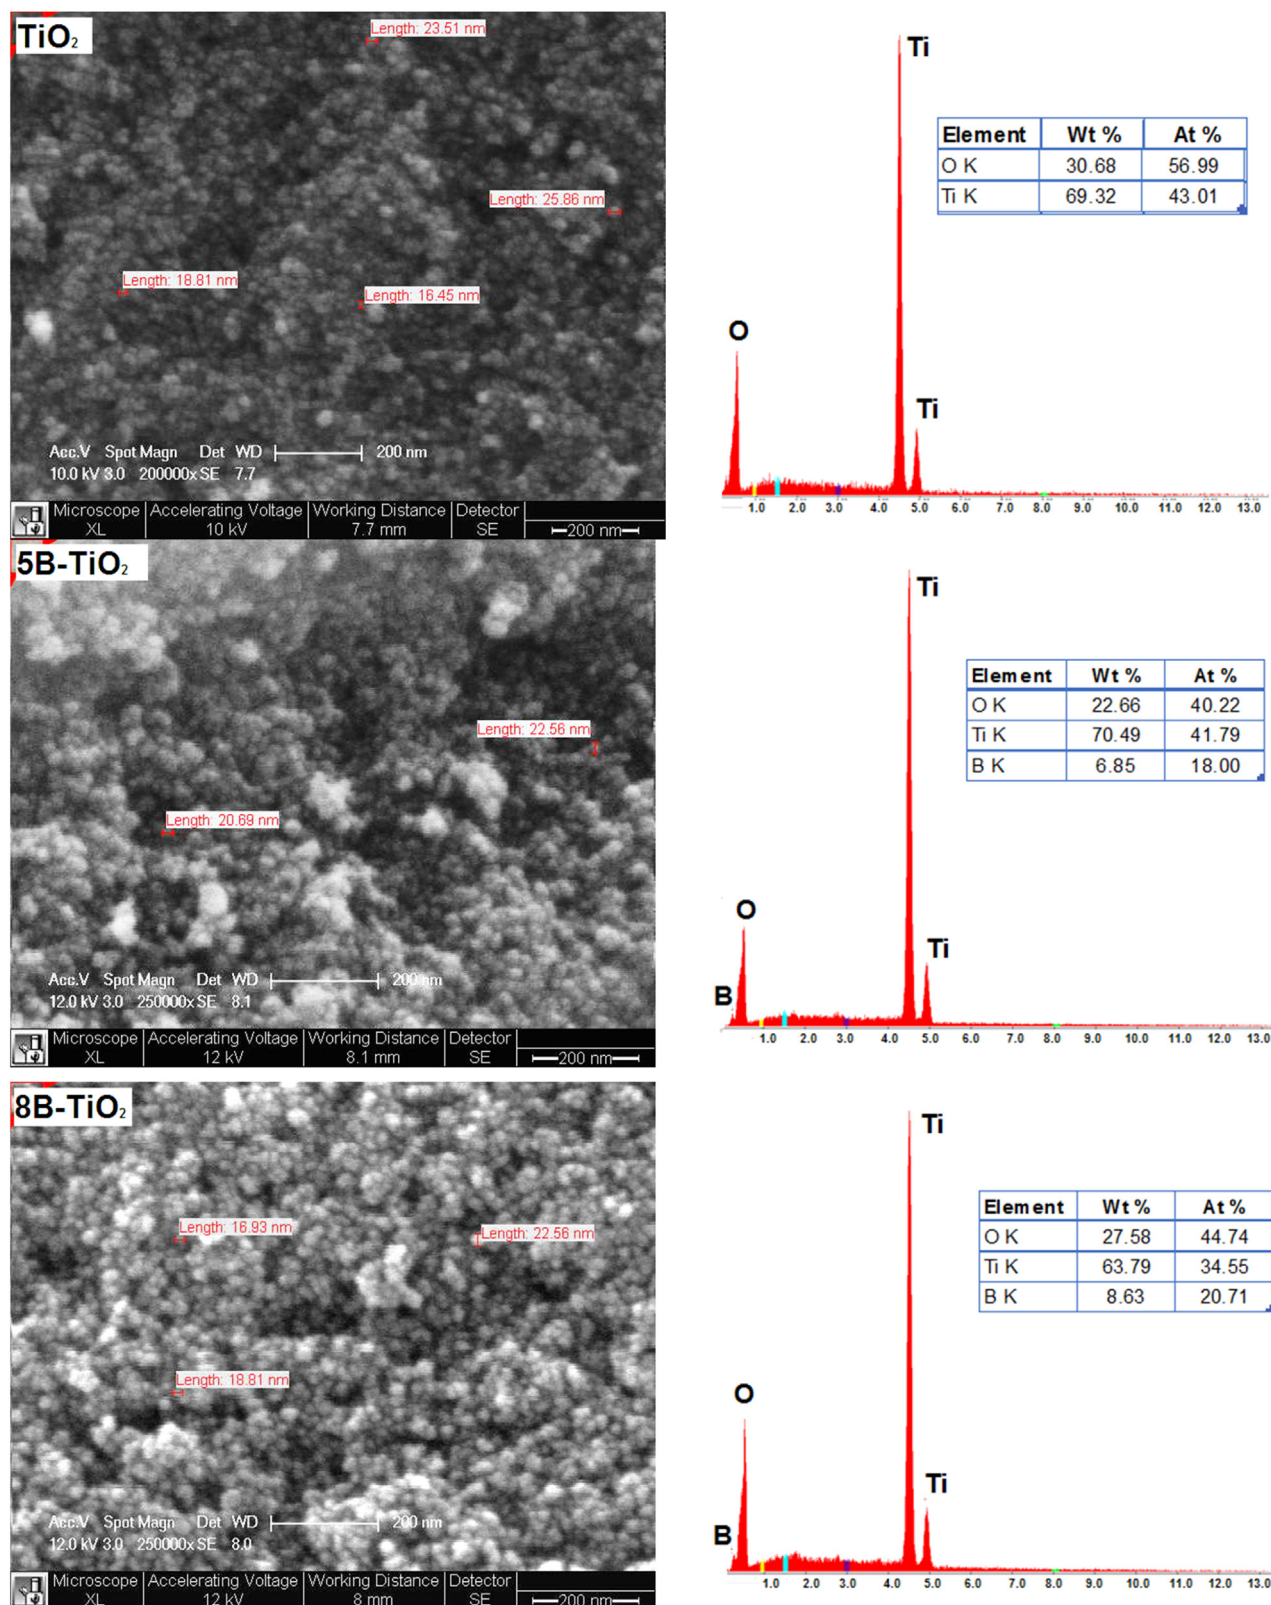 TiO₂
Length: 23.51 nm
Length: 25.86 nm
Length: 18.81 nm
Length: 16.45 nm
Acc.V Spot Magn Det WD 200 nm
10.0 kV 3.0 200000x SE 7.7
Microscope Accelerating Voltage Working Distance Detector
XL 10 kV 7.7 mm SE 200 nm
Ti
Element Wt % At %
O K 30.68 56.99
Ti K 69.32 43.01
O
Ti
1.0 2.0 3.0 4.0 5.0 6.0 7.0 8.0 9.0 10.0 11.0 12.0 13.0
5B-TiO₂
Length: 22.56 nm
Length: 20.69 nm
Acc.V Spot Magn Det WD 200 nm
12.0 kV 3.0 250000x SE 8.1
Microscope Accelerating Voltage Working Distance Detector
XL 12 kV 8.1 mm SE 200 nm
Ti
Element Wt % At %
O K 22.66 40.22
Ti K 70.49 41.79
B K 6.85 18.00
O
Ti
B
1.0 2.0 3.0 4.0 5.0 6.0 7.0 8.0 9.0 10.0 11.0 12.0 13.0
8B-TiO₂
Length: 16.93 nm
Length: 22.56 nm
Length: 18.81 nm
Acc.V Spot Magn Det WD 200 nm
12.0 kV 3.0 250000x SE 8.0
Microscope Accelerating Voltage Working Distance Detector
XL 12 kV 8 mm SE 200 nm
Ti
Element Wt % At %
O K 27.58 44.74
Ti K 63.79 34.55
B K 8.63 20.71
O
Ti
B
1.0 2.0 3.0 4.0 5.0 6.0 7.0 8.0 9.0 10.0 11.0 12.0 13.0